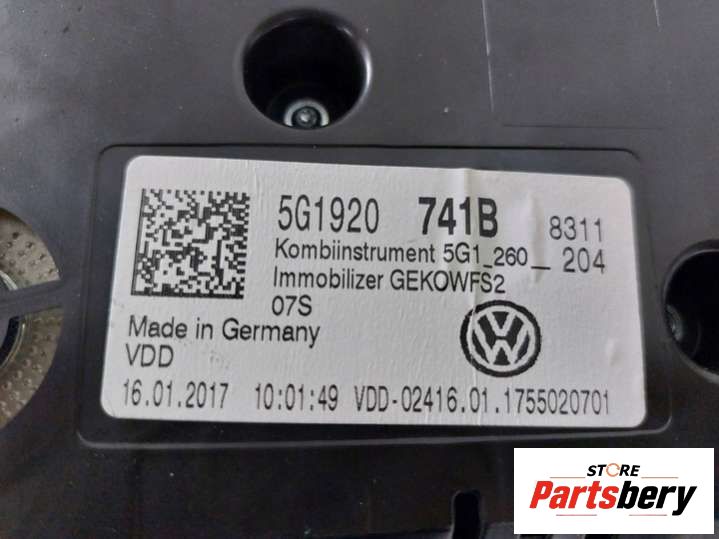 5G1920 741B 8311
Kombiinstrument 5G1_260__ 204
Immobilizer GEKOWFS2
07S
Made in Germany
VDD
16.01.2017 10:01:49 VDD-02416.01.1755020701
STORE
Partsbery